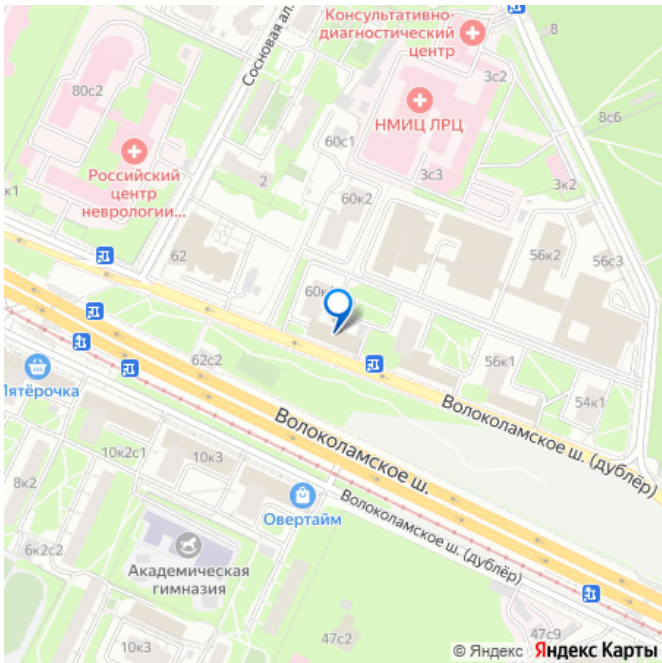 Консультативно-
диагностический
центр
8
Сосновая ал.
80с2
3с2
НМИЦ ЛРЦ
8с6
60с1
Российский
центр
неврологии...
2
3с3
3к2
к1
60к2
62
56к2
56с3
60к
62с2
56к1
Пятёрочка
54к1
Волоколамское ш. (дублёр)
Волоколамское ш.
10к2с1
10к3
8к2
Овертайм
Волоколамское ш. (дублёр)
6к2с2
Академическая
гимназия
10к3
47с2
47с9
© Яндекс Яндекс Карты